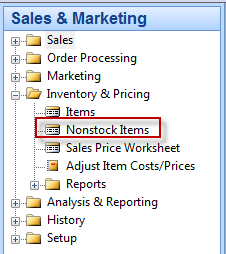 Sales & Marketing
Sales
Order Processing
Marketing
Inventory & Pricing
Items
Nonstock Items
Sales Price Worksheet
Adjust Item Costs/Prices
Reports
Analysis & Reporting
History
Setup